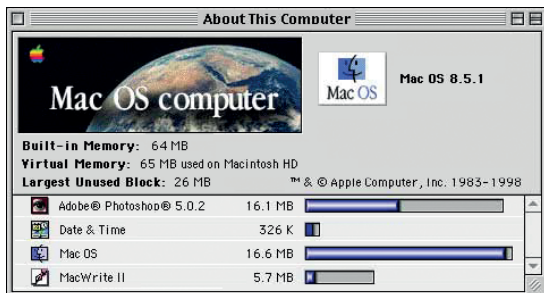 About This Computer
Mac OS computer
Mac OS
Mac OS 8.5.1
Built-in Memory: 64 MB
Virtual Memory: 65 MB used on Macintosh HD
Largest Unused Block: 26 MB ™ & © Apple Computer, Inc. 1983-1998
Adobe® Photoshop® 5.0.2 16.1 MB
Date & Time 326 K
Mac OS 16.6 MB
MacWrite II 5.7 MB